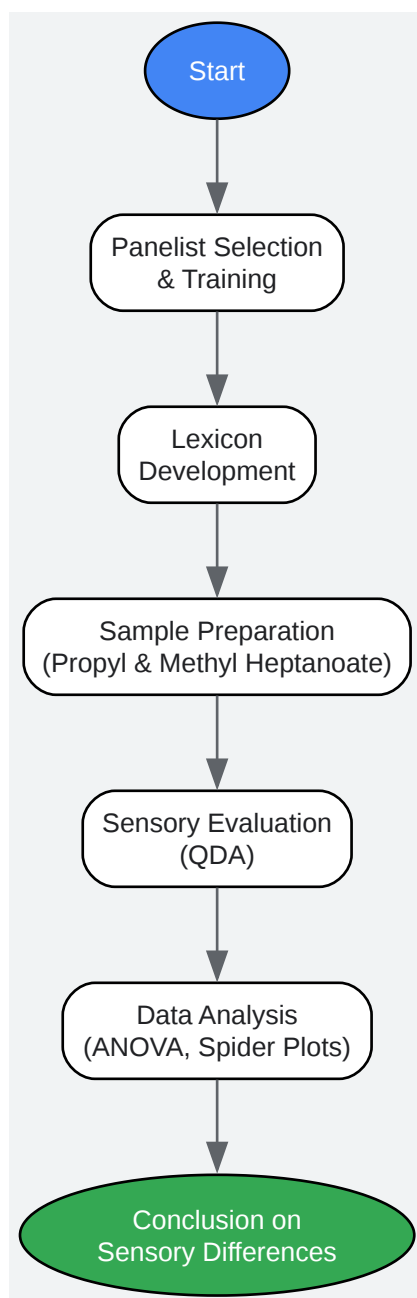 Start
Panelist Selection
& Training
Lexicon
Development
Sample Preparation
(Propyl & Methyl Heptanoate)
Sensory Evaluation
(QDA)
Data Analysis
(ANOVA, Spider Plots)
Conclusion on
Sensory Differences